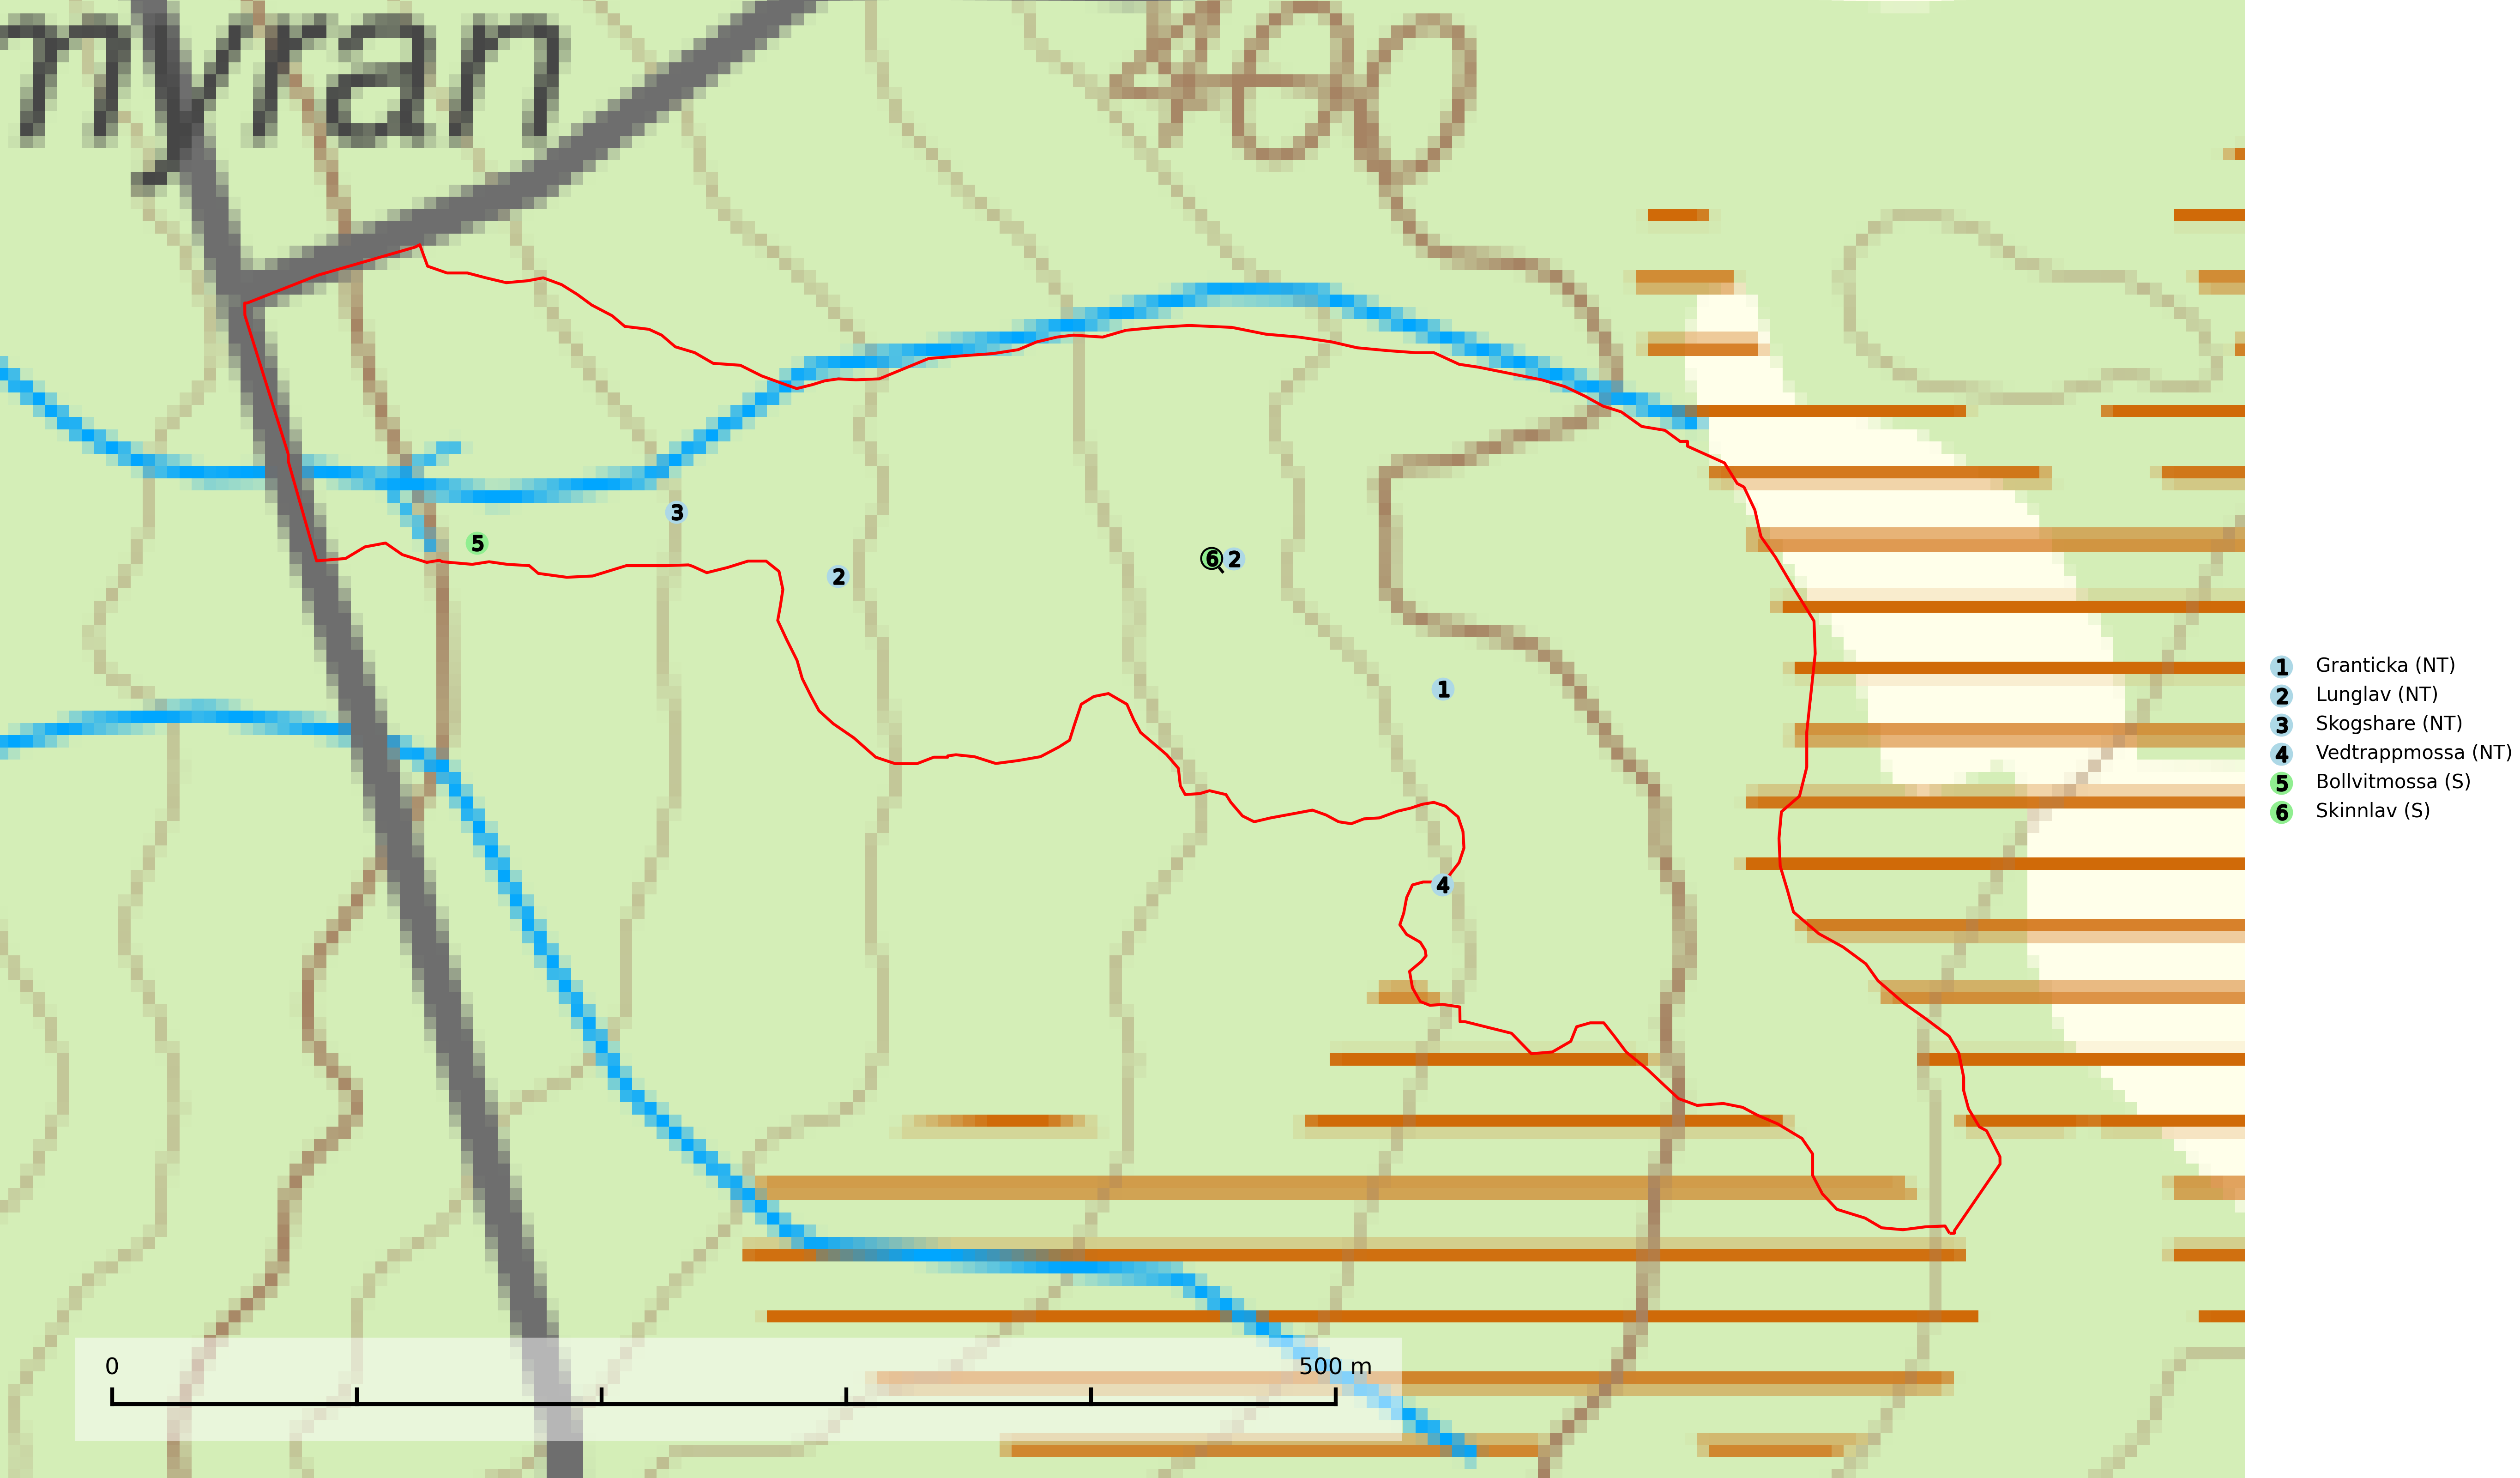 myran
480
3
5
2
6 2
1
4
1 Granticka (NT)
2 Lunglav (NT)
3 Skogshare (NT)
4 Vedtrappmossa (NT)
5 Bollvitmossa (S)
6 Skinnlav (S)
0 500 m